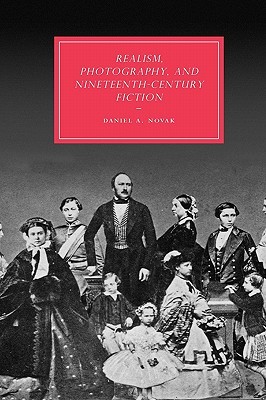 REALISM,
PHOTOGRAPHY, AND
NINETEENTH-CENTURY
FICTION
DANIEL A. NOVAK